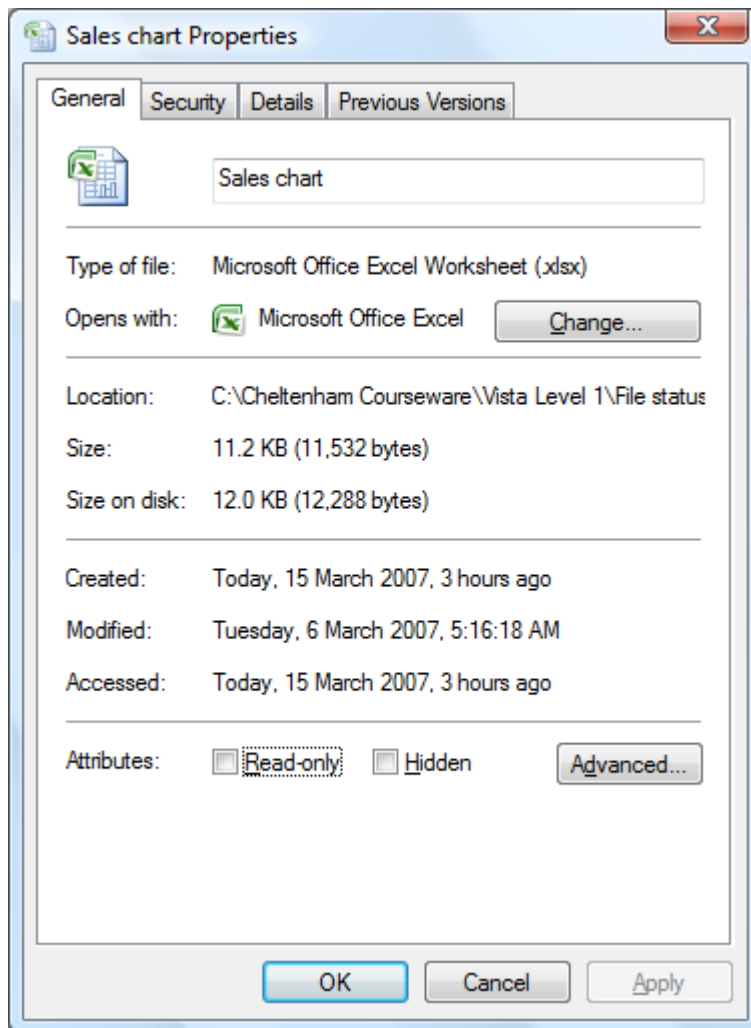 Sales chart Properties
General Security Details Previous Versions
Sales chart
Type of file: Microsoft Office Excel Worksheet (.xlsx)
Opens with: Microsoft Office Excel Change...
Location: C:\Cheltenham Courseware\Vista Level 1\File status
Size: 11.2 KB (11,532 bytes)
Size on disk: 12.0 KB (12,288 bytes)
Created: Today, 15 March 2007, 3 hours ago
Modified: Tuesday, 6 March 2007, 5:16:18 AM
Accessed: Today, 15 March 2007, 3 hours ago
Attributes: Read-only Hidden Advanced...
OK Cancel Apply